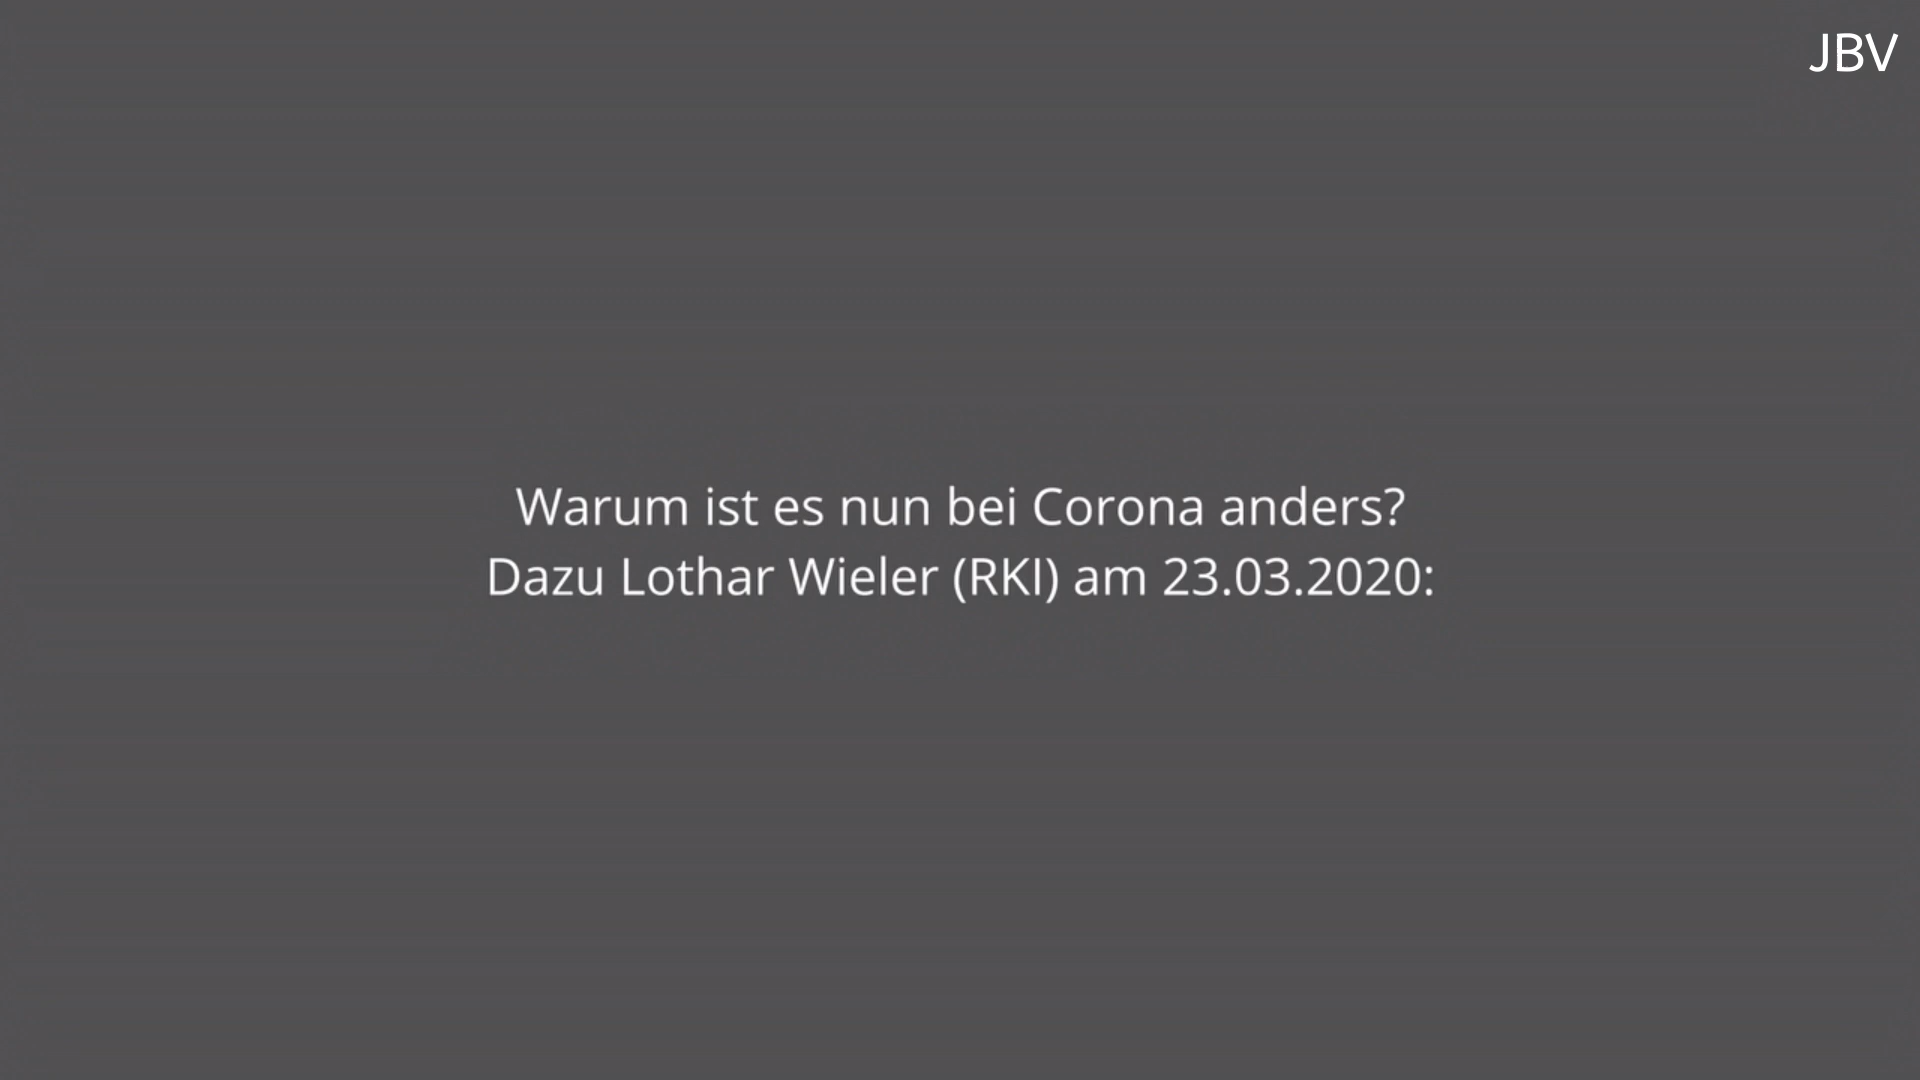 JBV
Warum ist es nun bei Corona anders?
Dazu Lothar Wieler (RKI) am 23.03.2020: